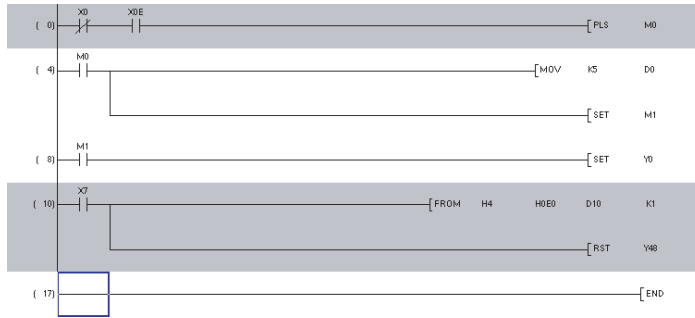 X0 X0E
( 0) [ PLS M0
M0
( 4) [ MOV K5 D0
[ SET M1
M1
( 8) [ SET Y0
X7
( 10) [ FROM H4 H0E0 D10 K1
[ RST Y48
( 17) [ END